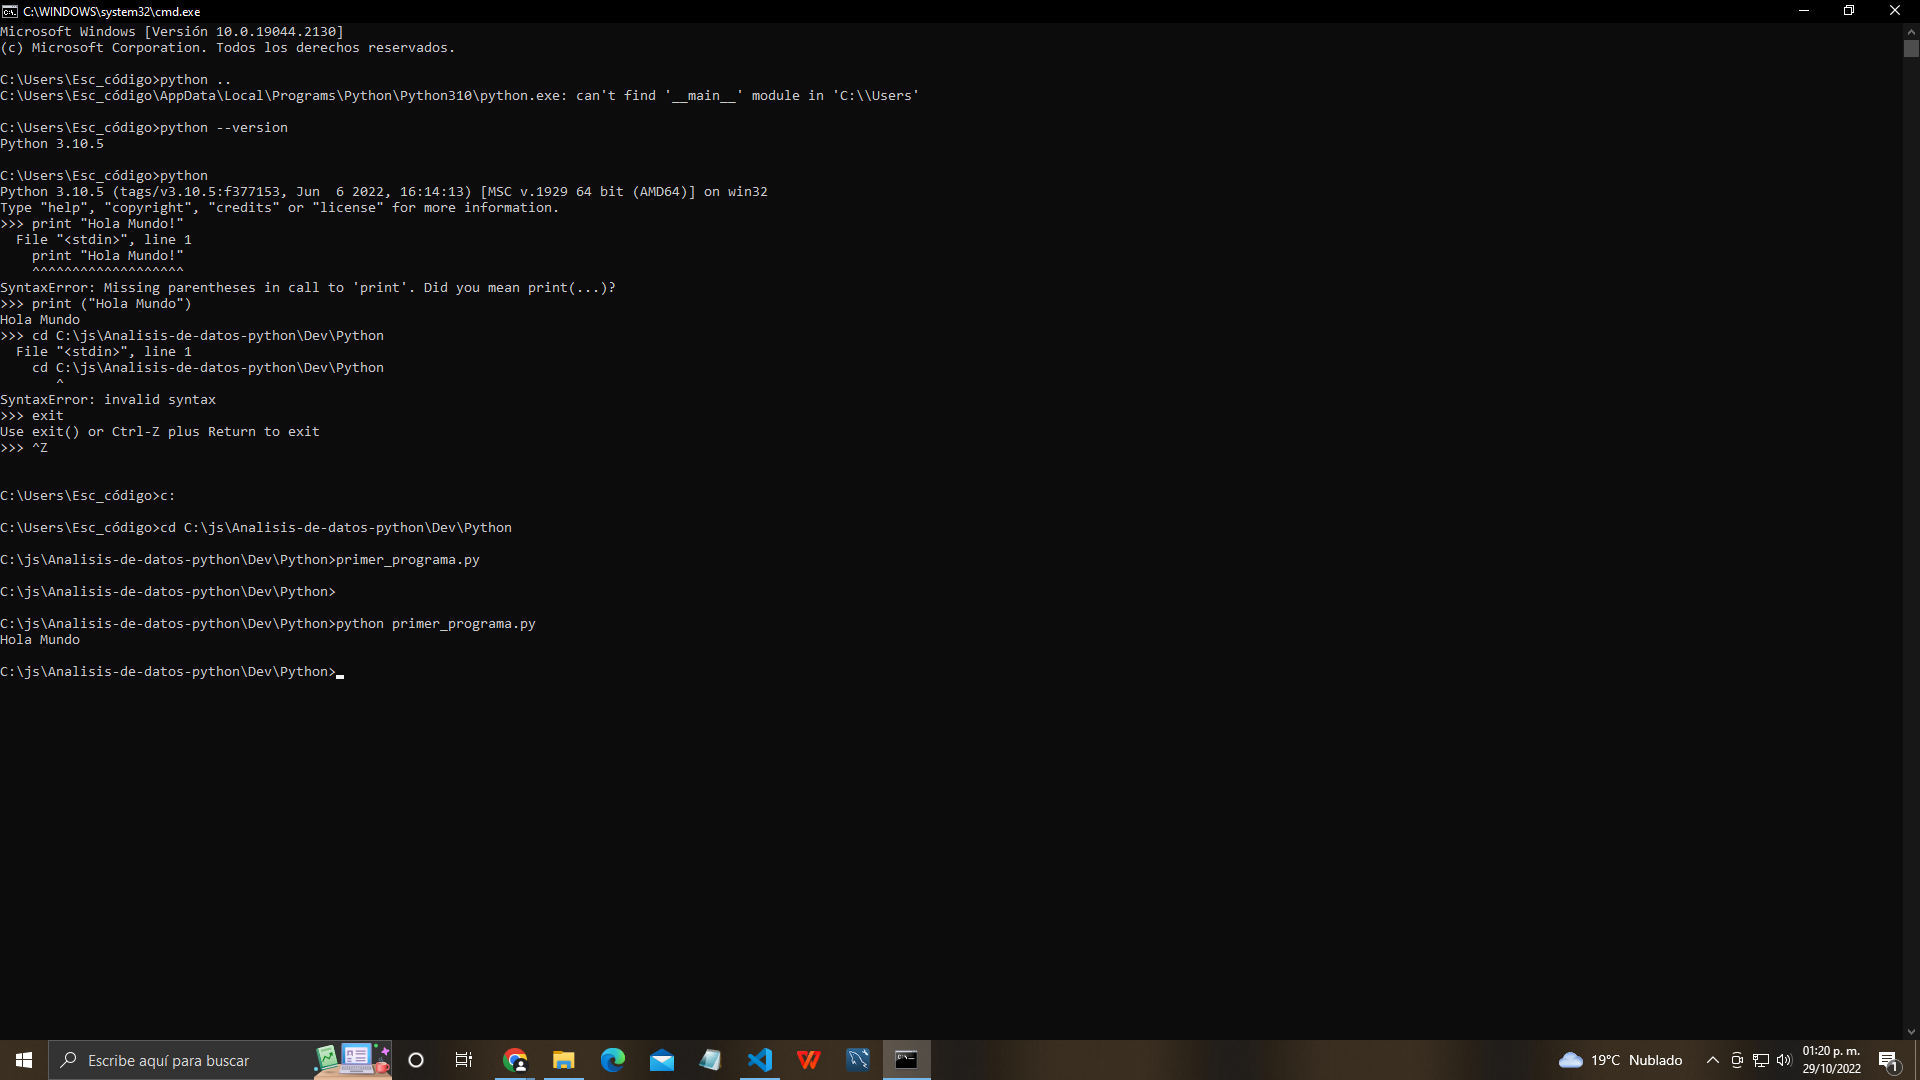 C:\WINDOWS\system32\cmd.exe
Microsoft Windows [Versión 10.0.19044.2130]
(c) Microsoft Corporation. Todos los derechos reservados.
C:\Users\Esc_código>python ..
C:\Users\Esc_código\AppData\Local\Programs\Python\Python310\python.exe: can't find '__main__' module in 'C:\\Users'
C:\Users\Esc_código>python --version
Python 3.10.5
C:\Users\Esc_código>python
Python 3.10.5 (tags/v3.10.5:f377153, Jun  6 2022, 16:14:13) [MSC v.1929 64 bit (AMD64)] on win32
Type "help", "copyright", "credits" or "license" for more information.
>>> print "Hola Mundo!"
  File "<stdin>", line 1
    print "Hola Mundo!"
    ^^^^^^^^^^^^^^^^^^^
SyntaxError: Missing parentheses in call to 'print'. Did you mean print(...)?
>>> print ("Hola Mundo")
Hola Mundo
>>> cd C:\js\Analisis-de-datos-python\Dev\Python
  File "<stdin>", line 1
    cd C:\js\Analisis-de-datos-python\Dev\Python
       ^
SyntaxError: invalid syntax
>>> exit
Use exit() or Ctrl-Z plus Return to exit
>>> ^Z
C:\Users\Esc_código>c:
C:\Users\Esc_código>cd C:\js\Analisis-de-datos-python\Dev\Python
C:\js\Analisis-de-datos-python\Dev\Python>primer_programa.py
C:\js\Analisis-de-datos-python\Dev\Python>
C:\js\Analisis-de-datos-python\Dev\Python>python primer_programa.py
Hola Mundo
C:\js\Analisis-de-datos-python\Dev\Python>
Escribe aquí para buscar
19°C Nublado
01:20 p. m.
29/10/2022
1